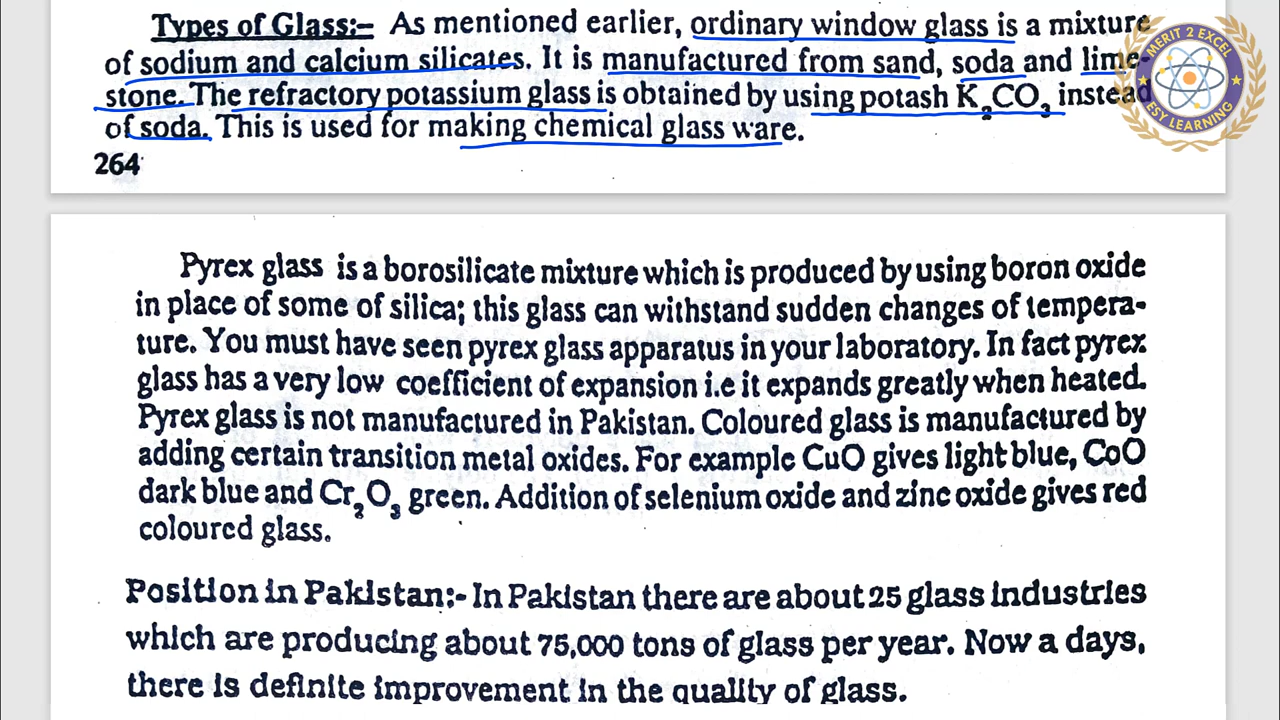 Types of Glass:- As mentioned earlier, ordinary window glass is a mixture
of sodium and calcium silicates. It is manufactured from sand, soda and lime-
stone. The refractory potassium glass is obtained by using potash K₂CO₃ instead
of soda. This is used for making chemical glass ware.
264
MERIT 2 EXCEL
ESY LEARNING
Pyrex glass is a borosilicate mixture which is produced by using boron oxide
in place of some of silica; this glass can withstand sudden changes of tempera-
ture. You must have seen pyrex glass apparatus in your laboratory. In fact pyrex
glass has a very low coefficient of expansion i.e it expands greatly when heated.
Pyrex glass is not manufactured in Pakistan. Coloured glass is manufactured by
adding certain transition metal oxides. For example CuO gives light blue, CoO
dark blue and Cr₂O₃ green. Addition of selenium oxide and zinc oxide gives red
coloured glass.
Position in Pakistan:- In Pakistan there are about 25 glass industries
which are producing about 75,000 tons of glass per year. Now a days,
there is definite improvement in the quality of glass.